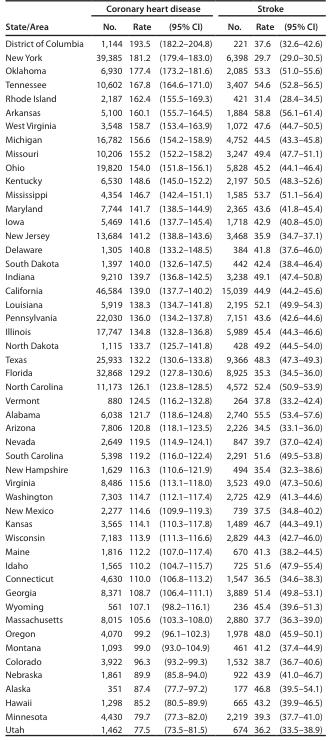 Coronary heart disease Stroke
State/Area No. Rate (95% CI) No. Rate (95% CI)
District of Columbia 1,144 193.5 (182.2–204.8) 221 37.6 (32.6–42.6)
New York 39,385 181.2 (179.4–183.0) 6,398 29.7 (29.0–30.5)
Oklahoma 6,930 177.4 (173.2–181.6) 2,085 53.3 (51.0–55.6)
Tennessee 10,602 167.8 (164.6–171.0) 3,407 54.6 (52.8–56.5)
Rhode Island 2,187 162.4 (155.5–169.3) 421 31.4 (28.4–34.5)
Arkansas 5,100 160.1 (155.7–164.5) 1,884 58.8 (56.1–61.4)
West Virginia 3,548 158.7 (153.4–163.9) 1,072 47.6 (44.7–50.5)
Michigan 16,782 156.6 (154.2–158.9) 4,752 44.5 (43.3–45.8)
Missouri 10,206 155.2 (152.2–158.2) 3,247 49.4 (47.7–51.1)
Ohio 19,820 154.0 (151.8–156.1) 5,828 45.2 (44.1–46.4)
Kentucky 6,530 148.6 (145.0–152.2) 2,197 50.5 (48.3–52.6)
Mississippi 4,354 146.7 (142.4–151.1) 1,585 53.7 (51.1–56.4)
Maryland 7,744 141.7 (138.5–144.9) 2,365 43.6 (41.8–45.4)
Iowa 5,469 141.6 (137.7–145.4) 1,718 42.9 (40.8–45.0)
New Jersey 13,684 141.2 (138.8–143.6) 3,468 35.9 (34.7–37.1)
Delaware 1,305 140.8 (133.2–148.5) 384 41.8 (37.6–46.0)
South Dakota 1,397 140.0 (132.6–147.5) 442 42.4 (38.4–46.4)
Indiana 9,210 139.7 (136.8–142.5) 3,238 49.1 (47.4–50.8)
California 46,584 139.0 (137.7–140.2) 15,039 44.9 (44.2–45.6)
Louisiana 5,919 138.3 (134.7–141.8) 2,195 52.1 (49.9–54.3)
Pennsylvania 22,030 136.0 (134.2–137.8) 7,151 43.6 (42.6–44.6)
Illinois 17,747 134.8 (132.8–136.8) 5,989 45.4 (44.3–46.6)
North Dakota 1,115 133.7 (125.7–141.8) 428 49.2 (44.5–54.0)
Texas 25,933 132.2 (130.6–133.8) 9,366 48.3 (47.3–49.3)
Florida 32,868 129.2 (127.8–130.6) 8,925 35.3 (34.5–36.0)
North Carolina 11,173 126.1 (123.8–128.5) 4,572 52.4 (50.9–53.9)
Vermont 880 124.5 (116.2–132.8) 264 37.8 (33.2–42.4)
Alabama 6,038 121.7 (118.6–124.8) 2,740 55.5 (53.4–57.6)
Arizona 7,806 120.8 (118.1–123.5) 2,226 34.5 (33.1–36.0)
Nevada 2,649 119.5 (114.9–124.1) 847 39.7 (37.0–42.4)
South Carolina 5,398 119.2 (116.0–122.4) 2,291 51.6 (49.5–53.8)
New Hampshire 1,629 116.3 (110.6–121.9) 494 35.4 (32.3–38.6)
Virginia 8,486 115.6 (113.1–118.0) 3,523 49.0 (47.3–50.6)
Washington 7,303 114.7 (112.1–117.4) 2,725 42.9 (41.3–44.6)
New Mexico 2,277 114.6 (109.9–119.3) 739 37.5 (34.8–40.2)
Kansas 3,565 114.1 (110.3–117.8) 1,489 46.7 (44.3–49.1)
Wisconsin 7,183 113.9 (111.3–116.6) 2,829 44.3 (42.7–46.0)
Maine 1,816 112.2 (107.0–117.4) 670 41.3 (38.2–44.5)
Idaho 1,565 110.2 (104.7–115.7) 725 51.6 (47.9–55.4)
Connecticut 4,630 110.0 (106.8–113.2) 1,547 36.5 (34.6–38.3)
Georgia 8,371 108.7 (106.4–111.1) 3,889 51.4 (49.8–53.1)
Wyoming 561 107.1 (98.2–116.1) 236 45.4 (39.6–51.3)
Massachusetts 8,015 105.6 (103.3–108.0) 2,880 37.7 (36.3–39.0)
Oregon 4,070 99.2 (96.1–102.3) 1,978 48.0 (45.9–50.1)
Montana 1,093 99.0 (93.0–104.9) 461 41.2 (37.4–44.9)
Colorado 3,922 96.3 (93.2–99.3) 1,532 38.7 (36.7–40.6)
Nebraska 1,861 89.9 (85.8–94.0) 922 43.9 (41.0–46.7)
Alaska 351 87.4 (77.7–97.2) 177 46.8 (39.5–54.1)
Hawaii 1,298 85.2 (80.5–89.9) 665 43.2 (39.9–46.5)
Minnesota 4,430 79.7 (77.3–82.0) 2,219 39.3 (37.7–41.0)
Utah 1,462 77.5 (73.5–81.5) 674 36.2 (33.5–38.9)